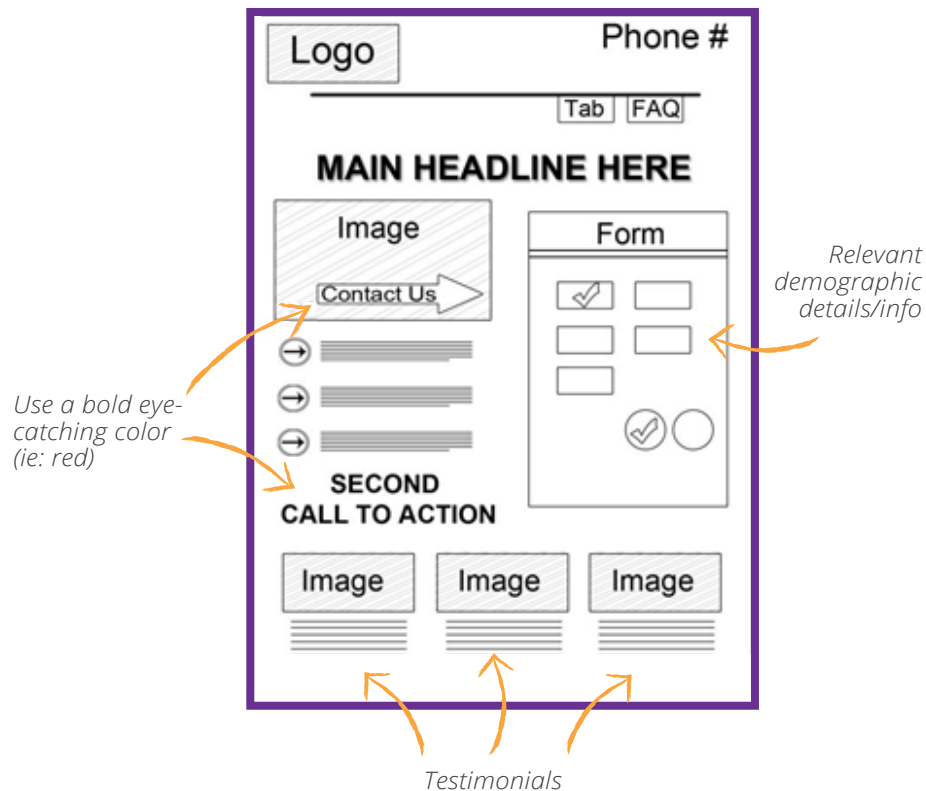 Logo
Phone #
Tab
FAQ
MAIN HEADLINE HERE
Image
Contact Us
Form
Relevant
demographic
details/info
Use a bold eye-
catching color
(ie: red)
SECOND
CALL TO ACTION
Image
Image
Image
Testimonials